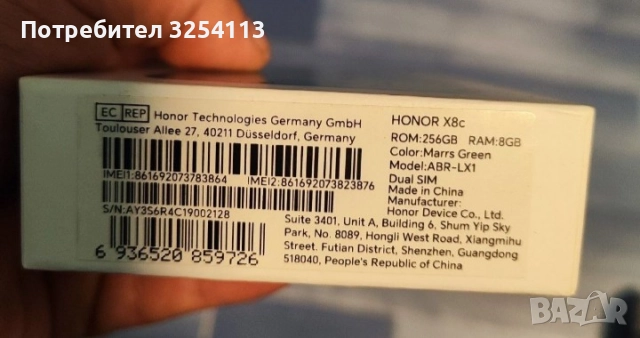 Потребител 3254113
EC REP Honor Technologies Germany GmbH
Toulouser Allee 27, 40211 Düsseldorf, Germany
IMEI1:861692073783864 IMEI2:861692073823876
S/N:AY3S6R4C19002128
6 936520 859726
HONOR X8c
ROM:256GB RAM:8GB
Color:Marrs Green
Model:ABR-LX1
Dual SIM
Made in China
Manufacturer:
Honor Device Co., Ltd.
Suite 3401, Unit A, Building 6, Shum Yip Sky
Park, No. 8089, Hongli West Road, Xiangmihu
Street. Futian District, Shenzhen, Guangdong
518040, People's Republic of China
BAZAR